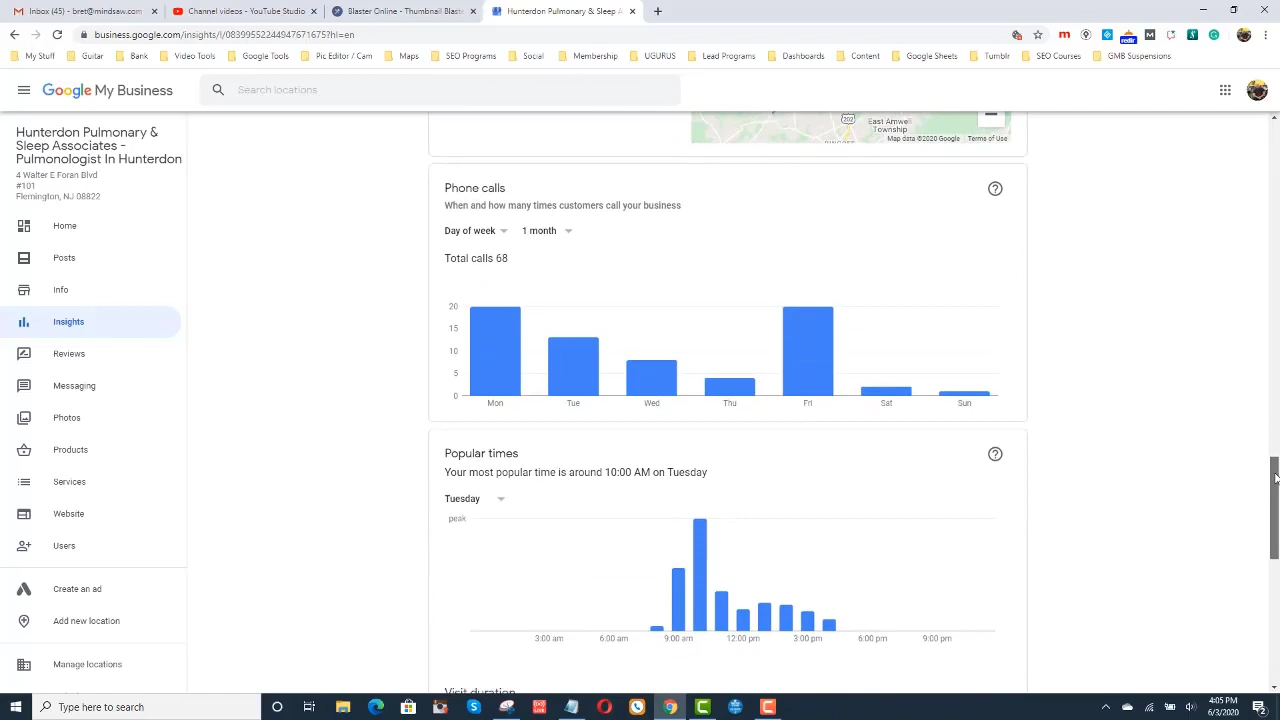 Inbox (45) - bret@mindsaw.com
Channel videos - YouTube Studio
Blaster Online - Thumbnail Blaste
Hunterdon Pulmonary & Sleep A
business.google.com/insights/l/08399552244947671675?hl=en
My Stuff
Guitar
Bank
Video Tools
Google Tools
Pic Editor /Cam
Maps
SEO Programs
Social
Membership
UGURUS
Lead Programs
Dashboards
Content
Google Sheets
Tumblr
SEO Courses
GMB Suspensions
Google My Business
Search locations
Hunterdon Pulmonary &
Sleep Associates -
Pulmonologist In Hunterdon
4 Walter E Foran Blvd
#101
Flemington, NJ 08822
Home
Posts
Info
Insights
Reviews
Messaging
Photos
Products
Services
Website
Users
Create an ad
Add new location
Manage locations
202
East Amwell
Township
Map data ©2020 Google
Terms of Use
Phone calls
When and how many times customers call your business
Day of week
1 month
Total calls 68
20
15
10
5
0
Mon Tue Wed Thu Fri Sat Sun
Popular times
Your most popular time is around 10:00 AM on Tuesday
Tuesday
peak
3:00 am 6:00 am 9:00 am 12:00 pm 3:00 pm 6:00 pm 9:00 pm
Visit duration
Type here to search
4:05 PM
6/3/2020